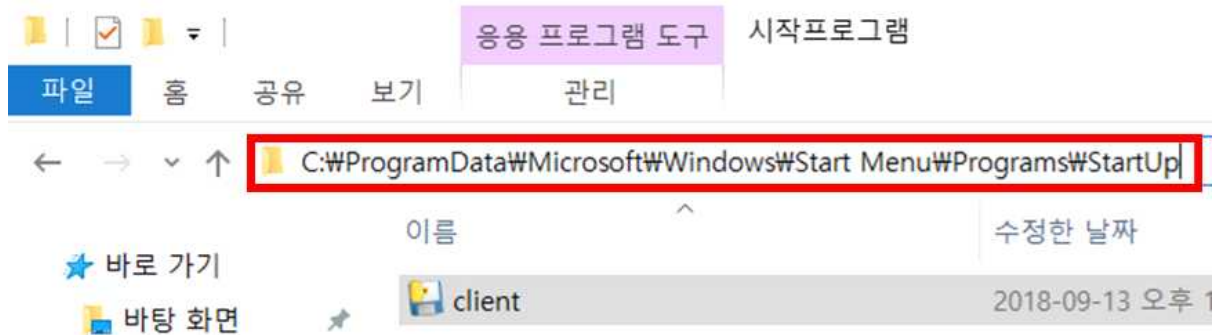 응용 프로그램 도구 시작프로그램
파일 홈 공유 보기 관리
C:₩ProgramData₩Microsoft₩Windows₩Start Menu₩Programs₩StartUp
이름 수정한 날짜
바로 가기
client 2018-09-13 오후 1
바탕 화면